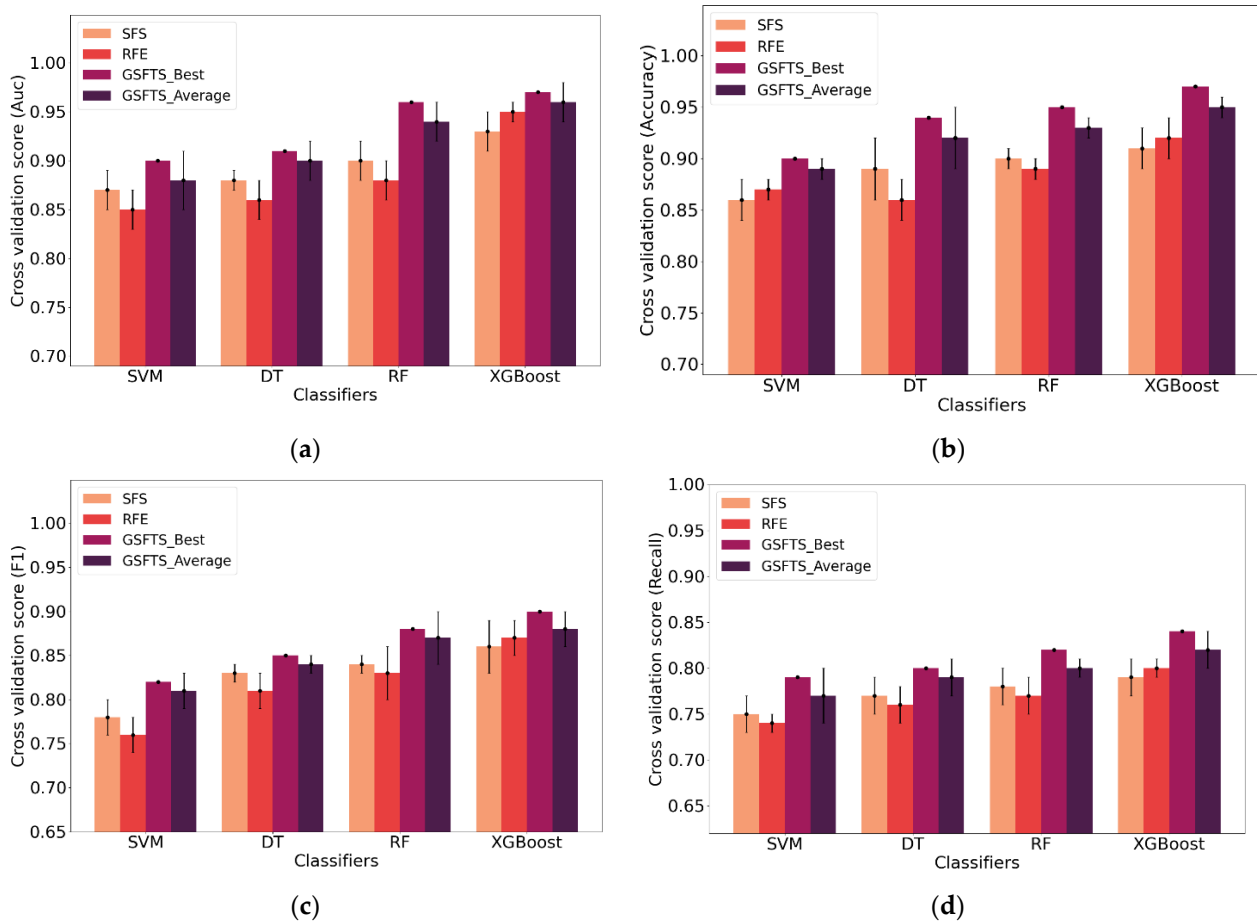 SFS
RFE
GSFTS_Best
GSFTS_Average
Cross validation score (Auc)
1.00
0.95
0.90
0.85
0.80
0.75
0.70
SVM
DT
RF
XGBoost
Classifiers
(a)
SFS
RFE
GSFTS_Best
GSFTS_Average
Cross validation score (Accuracy)
1.00
0.95
0.90
0.85
0.80
0.75
0.70
SVM
DT
RF
XGBoost
Classifiers
(b)
SFS
RFE
GSFTS_Best
GSFTS_Average
Cross validation score (F1)
1.00
0.95
0.90
0.85
0.80
0.75
0.70
0.65
SVM
DT
RF
XGBoost
Classifiers
(c)
SFS
RFE
GSFTS_Best
GSFTS_Average
Cross validation score (Recall)
1.00
0.95
0.90
0.85
0.80
0.75
0.70
0.65
SVM
DT
RF
XGBoost
Classifiers
(d)